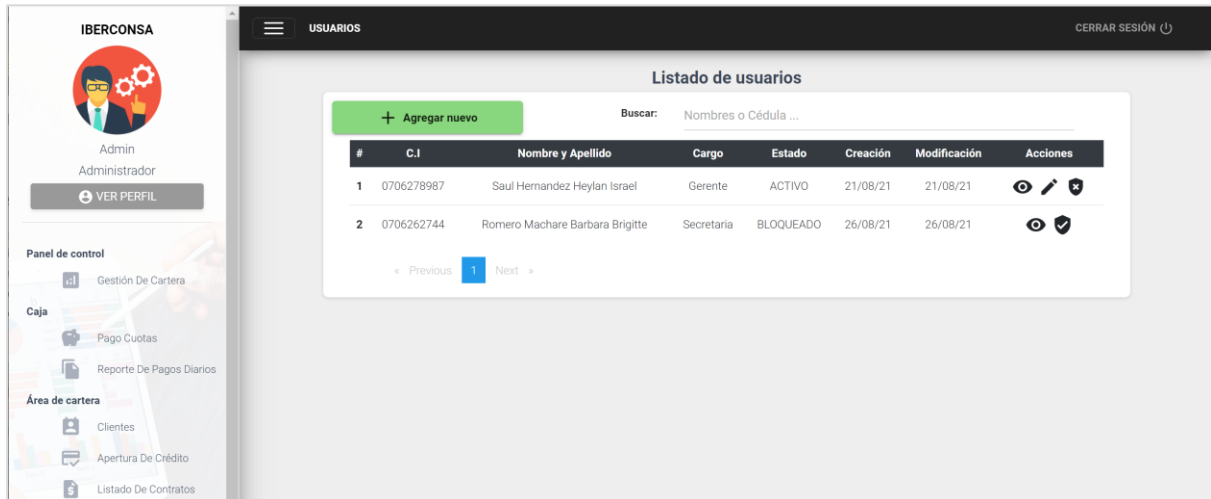 IBERCONSA
Admin
Administrador
VER PERFIL
Panel de control
Gestión De Cartera
Caja
Pago Cuotas
Reporte De Pagos Diarios
Área de cartera
Clientes
Apertura De Crédito
Listado De Contratos
USUARIOS
CERRAR SESIÓN
Listado de usuarios
+ Agregar nuevo
Buscar: Nombres o Cédula ...
# C.I Nombre y Apellido Cargo Estado Creación Modificación Acciones
1 0706278987 Saul Hernandez Heylan Israel Gerente ACTIVO 21/08/21 21/08/21
2 0706262744 Romero Machare Barbara Brigitte Secretaria BLOQUEADO 26/08/21 26/08/21
« Previous 1 Next »